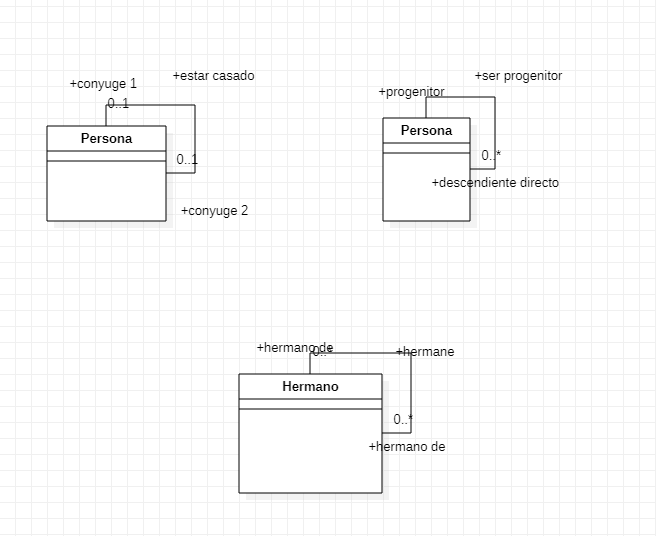 +conyuge 1
+estar casado
0..1
Persona
0..1
+conyuge 2
+ser progenitor
+progenitor
Persona
0..*
+descendiente directo
+hermano de
0..*
+hermane
Hermano
0..*
+hermano de